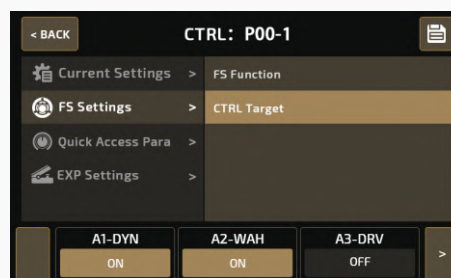 < BACK
CTRL: P00-1
Current Settings >
FS Function
FS Settings >
CTRL Target
Quick Access Para >
EXP Settings >
A1-DYN
A2-WAH
A3-DRV
ON
ON
OFF
>